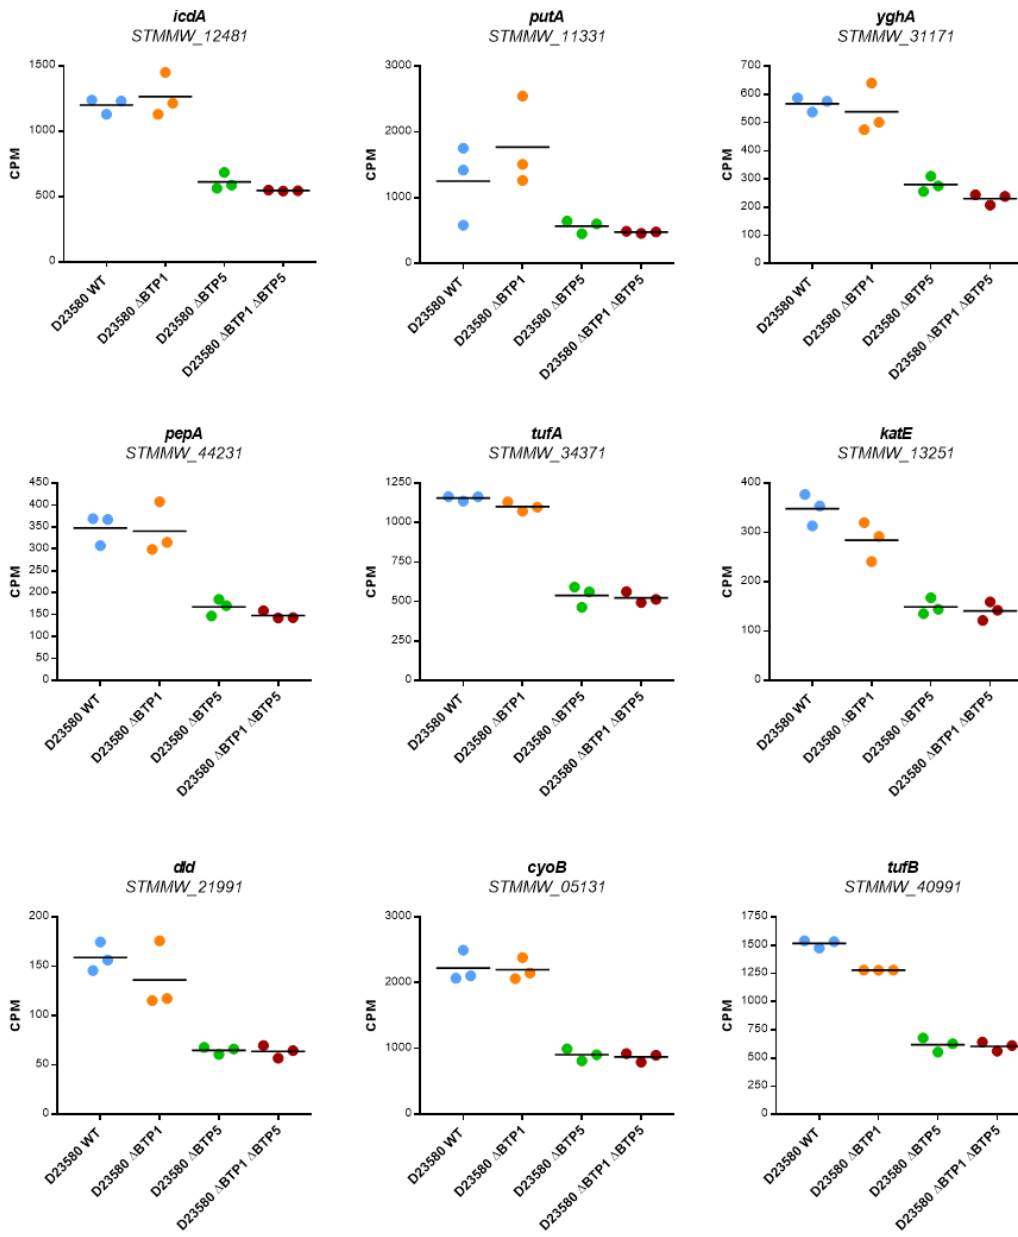 icdA
STMMW_12481
1500
1000
500
0
CPM
D23580 WT
D23580 ΔBTP1
D23580 ΔBTP5
D23580 ΔBTP1 ΔBTP5
putA
STMMW_11331
3000
2000
1000
0
CPM
D23580 WT
D23580 ΔBTP1
D23580 ΔBTP5
D23580 ΔBTP1 ΔBTP5
yghA
STMMW_31171
700
600
500
400
300
200
100
0
CPM
D23580 WT
D23580 ΔBTP1
D23580 ΔBTP5
D23580 ΔBTP1 ΔBTP5
pepA
STMMW_44231
450
400
350
300
250
200
150
100
50
0
CPM
D23580 WT
D23580 ΔBTP1
D23580 ΔBTP5
D23580 ΔBTP1 ΔBTP5
tufA
STMMW_34371
1250
1000
750
500
250
0
CPM
D23580 WT
D23580 ΔBTP1
D23580 ΔBTP5
D23580 ΔBTP1 ΔBTP5
katE
STMMW_13251
400
300
200
100
0
CPM
D23580 WT
D23580 ΔBTP1
D23580 ΔBTP5
D23580 ΔBTP1 ΔBTP5
dld
STMMW_21991
200
150
100
50
0
CPM
D23580 WT
D23580 ΔBTP1
D23580 ΔBTP5
D23580 ΔBTP1 ΔBTP5
cyoB
STMMW_05131
3000
2000
1000
0
CPM
D23580 WT
D23580 ΔBTP1
D23580 ΔBTP5
D23580 ΔBTP1 ΔBTP5
tufB
STMMW_40991
1750
1500
1250
1000
750
500
250
0
CPM
D23580 WT
D23580 ΔBTP1
D23580 ΔBTP5
D23580 ΔBTP1 ΔBTP5